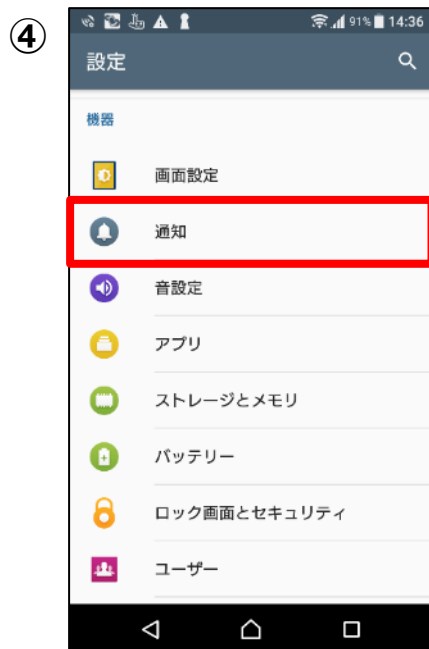 ④
91% 14:36
設定
機器
画面設定
通知
音設定
アプリ
ストレージとメモリ
バッテリー
ロック画面とセキュリティ
ユーザー